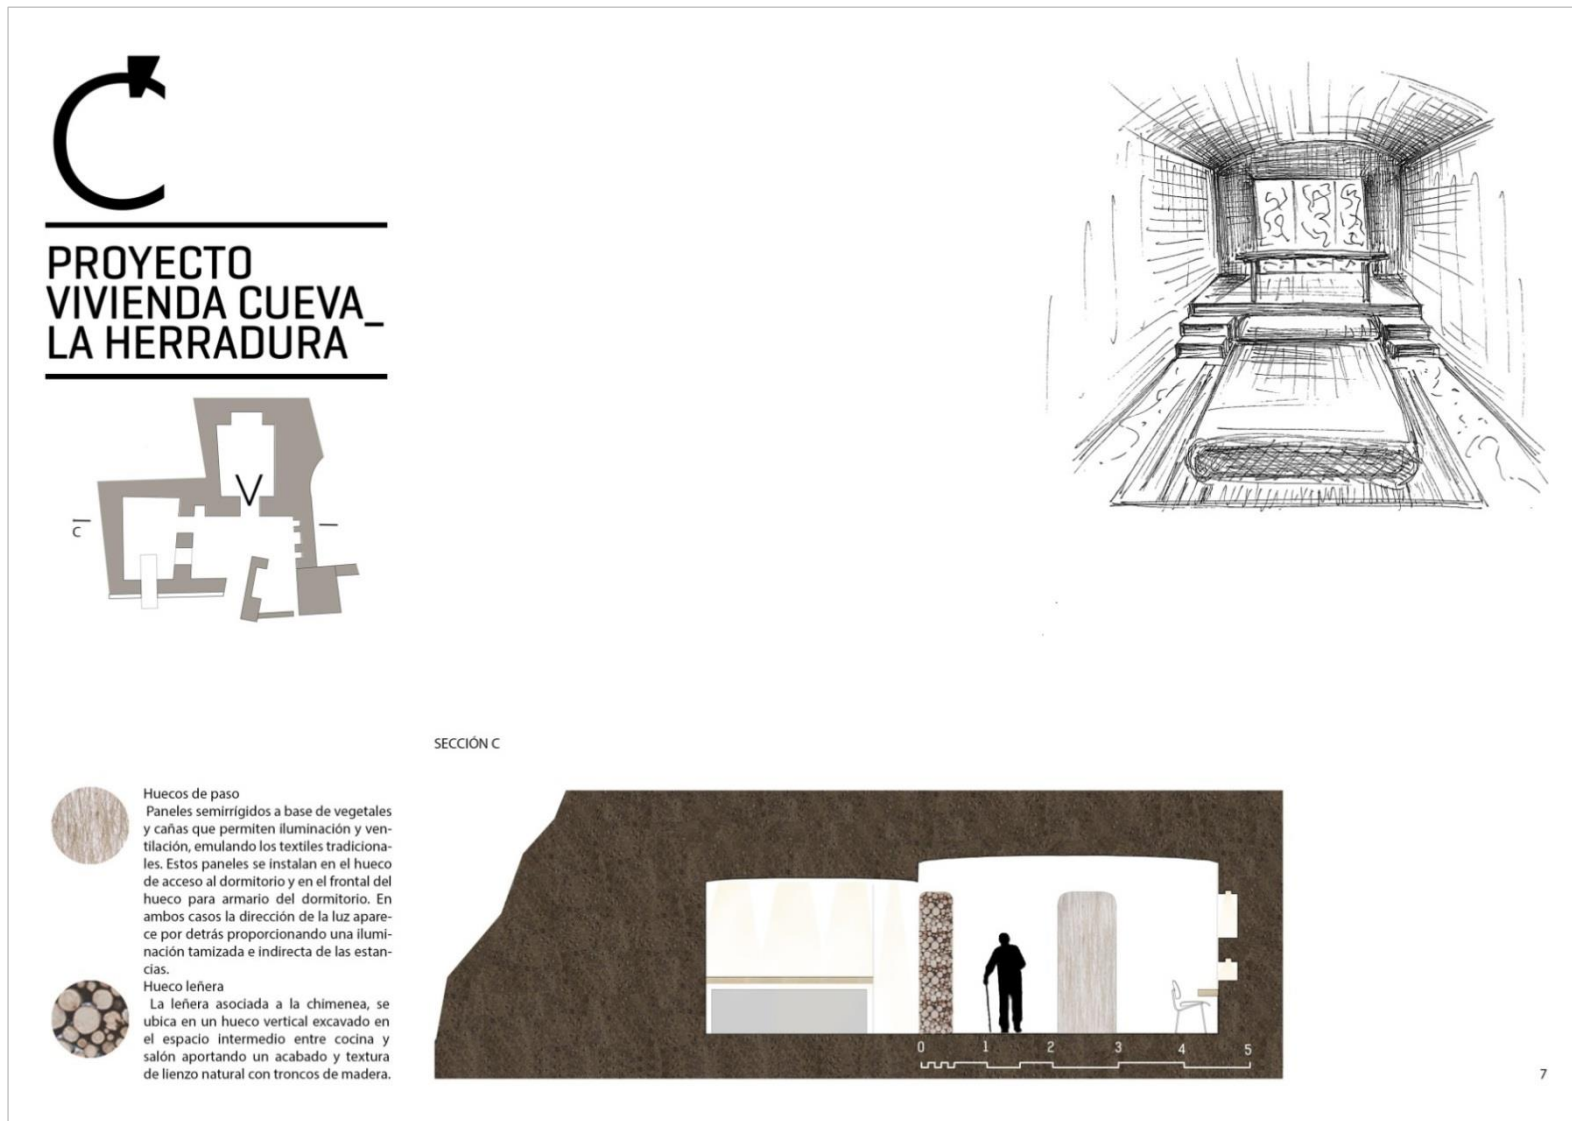 C
PROYECTO
VIVIENDA CUEVA_
LA HERRADURA
V
C
SECCIÓN C
Huecos de paso
Paneles semirrígidos a base de vegetales
y cañas que permiten iluminación y ven-
tilación, emulando los textiles tradiciona-
les. Estos paneles se instalan en el hueco
de acceso al dormitorio y en el frontal del
hueco para armario del dormitorio. En
ambos casos la dirección de la luz apare-
ce por detrás proporcionando una ilumi-
nación tamizada e indirecta de las estan-
cias.
Hueco leñera
La leñera asociada a la chimenea, se
ubica en un hueco vertical excavado en
el espacio intermedio entre cocina y
salón aportando un acabado y textura
de lienzo natural con troncos de madera.
0 1 2 3 4 5
7